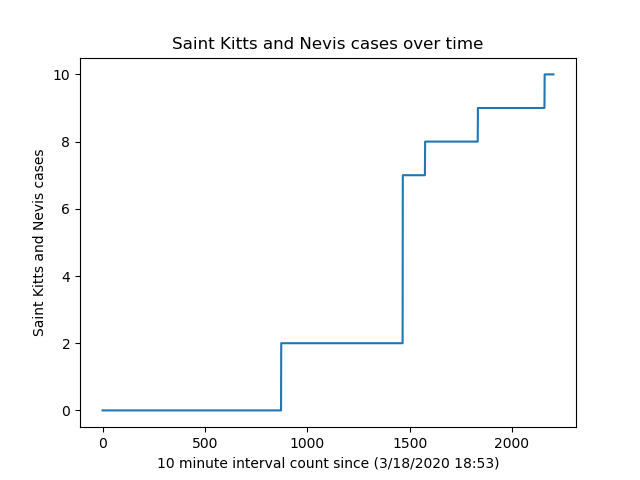 Saint Kitts and Nevis cases over time
10
8
6
4
2
0
Saint Kitts and Nevis cases
0 500 1000 1500 2000
10 minute interval count since (3/18/2020 18:53)